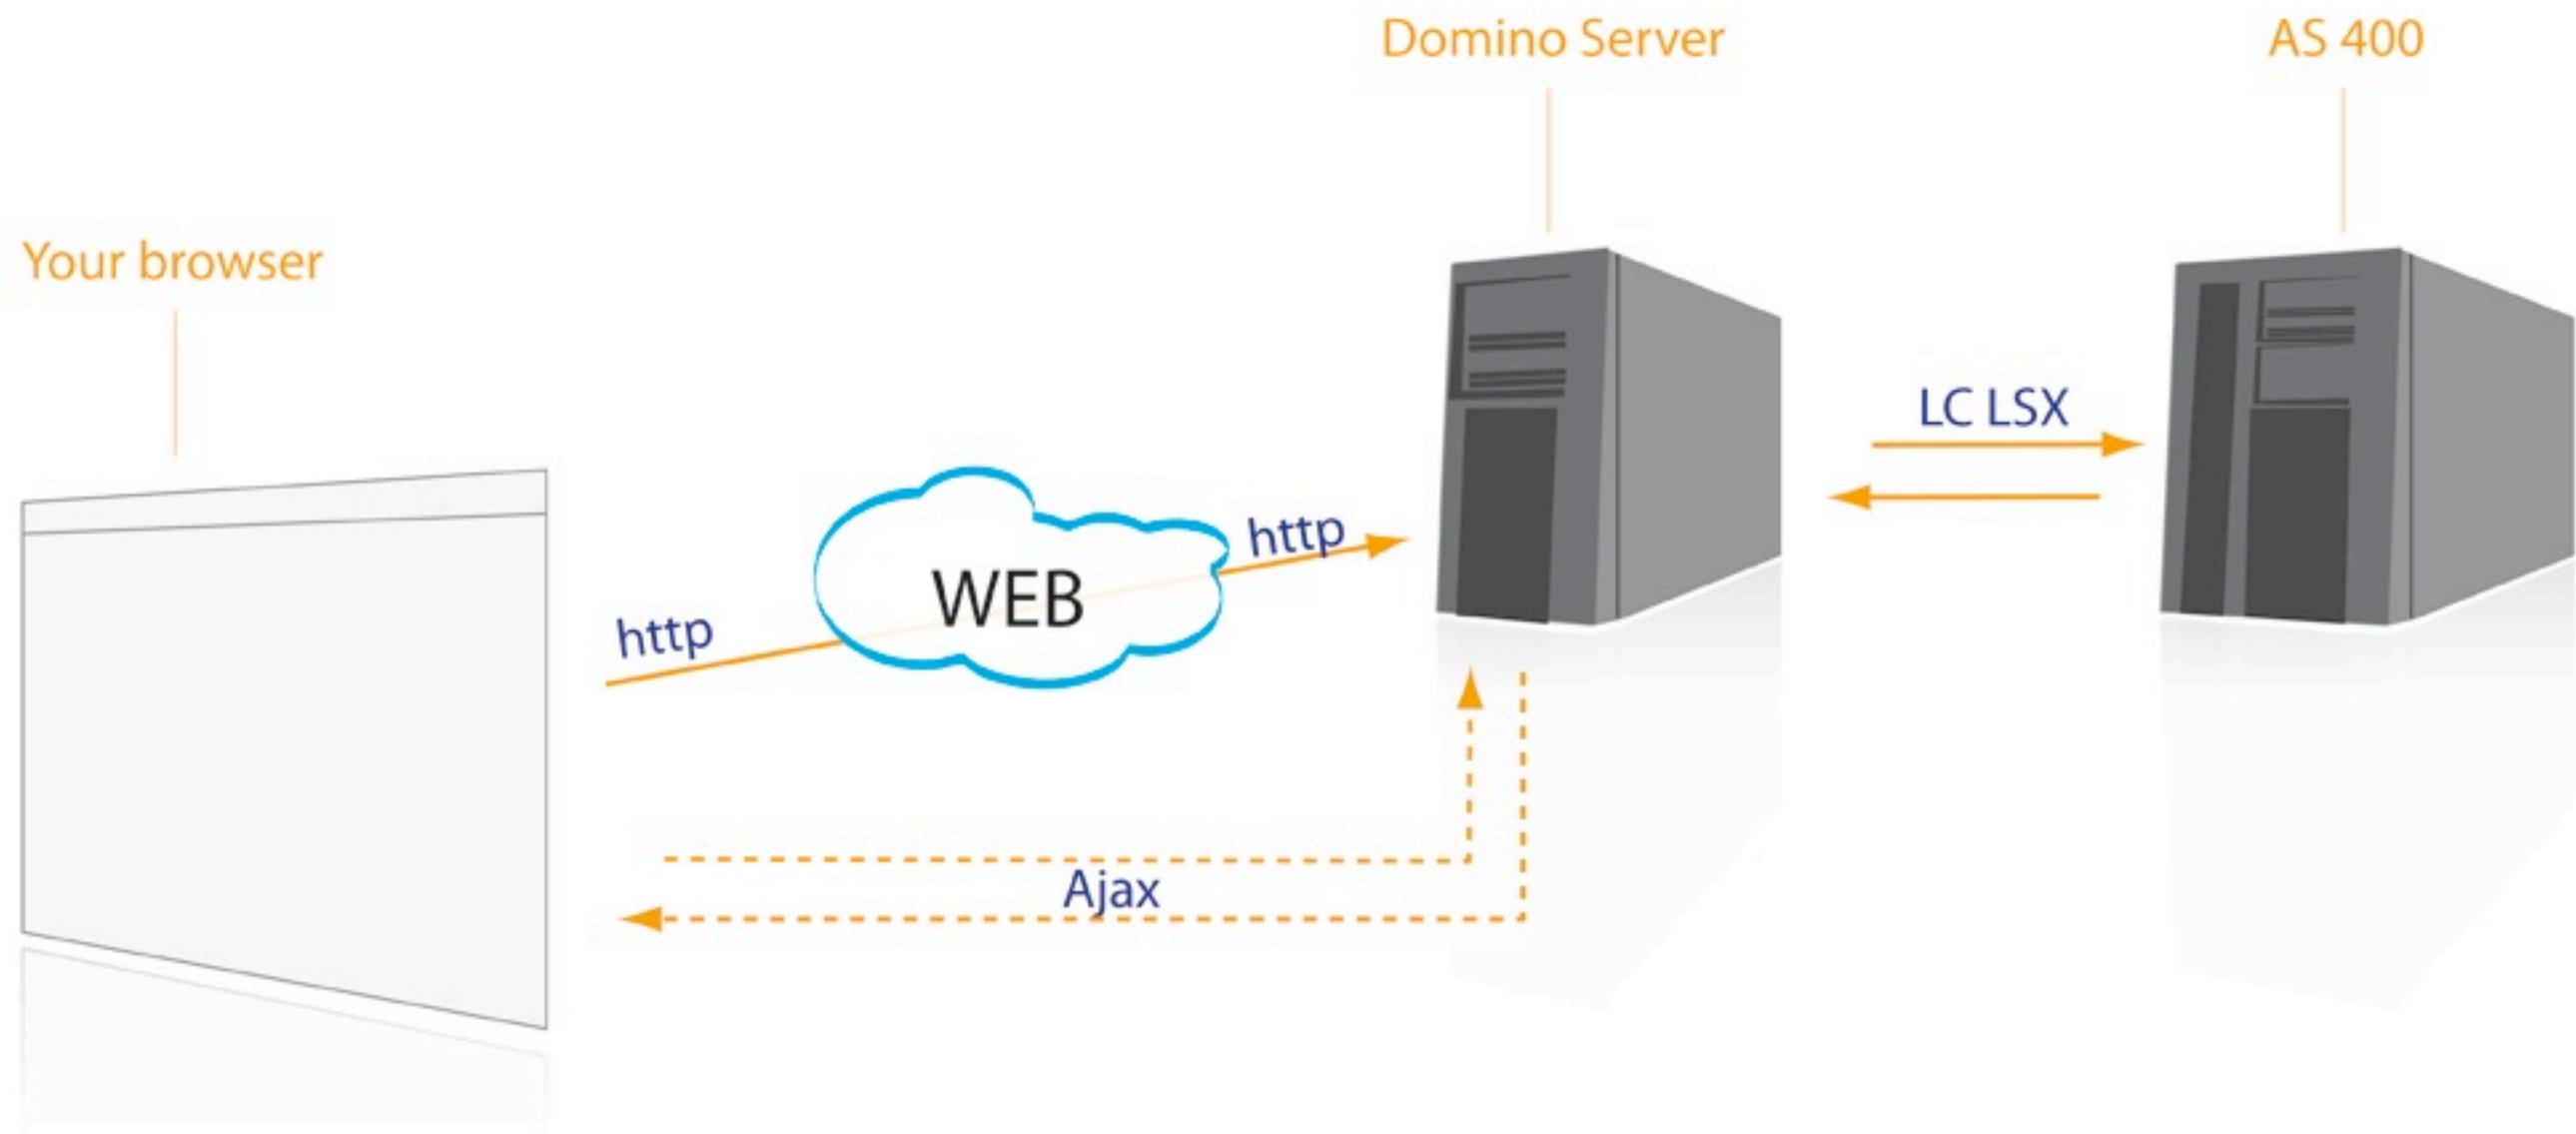 Domino Server
AS 400
Your browser
LC LSX
http
WEB
http
Ajax